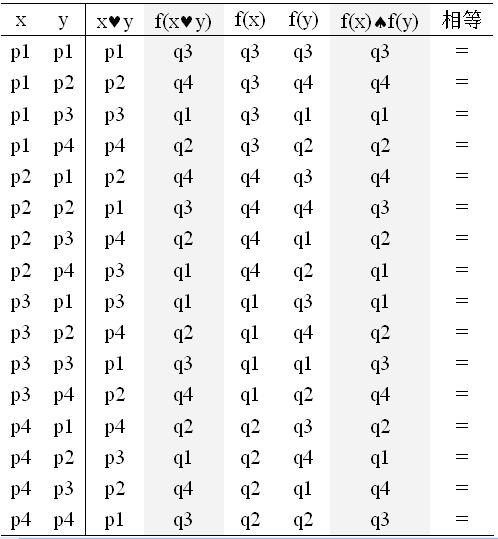 x y x♥y f(x♥y) f(x) f(y) f(x)♠f(y) 相等
p1 p1 p1 q3 q3 q3 q3 =
p1 p2 p2 q4 q3 q4 q4 =
p1 p3 p3 q1 q3 q1 q1 =
p1 p4 p4 q2 q3 q2 q2 =
p2 p1 p2 q4 q4 q3 q4 =
p2 p2 p1 q3 q4 q4 q3 =
p2 p3 p4 q2 q4 q1 q2 =
p2 p4 p3 q1 q4 q2 q1 =
p3 p1 p3 q1 q1 q3 q1 =
p3 p2 p4 q2 q1 q4 q2 =
p3 p3 p1 q3 q1 q1 q3 =
p3 p4 p2 q4 q1 q2 q4 =
p4 p1 p4 q2 q2 q3 q2 =
p4 p2 p3 q1 q2 q4 q1 =
p4 p3 p2 q4 q2 q1 q4 =
p4 p4 p1 q3 q2 q2 q3 =